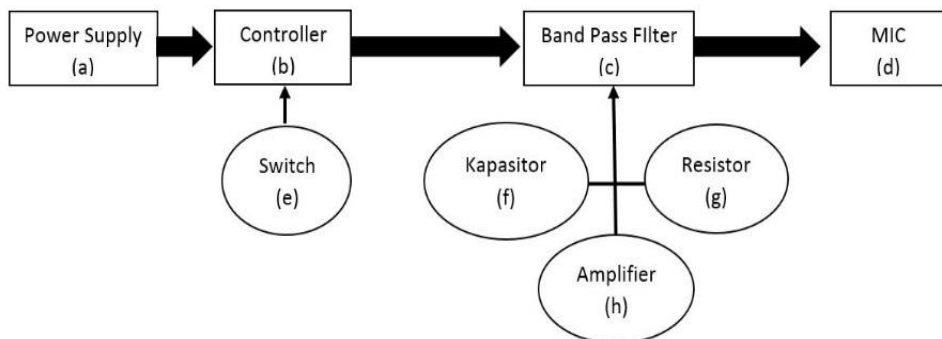 Power Supply
(a)
Controller
(b)
Band Pass FIlter
(c)
MIC
(d)
Switch
(e)
Kapasitor
(f)
Resistor
(g)
Amplifier
(h)